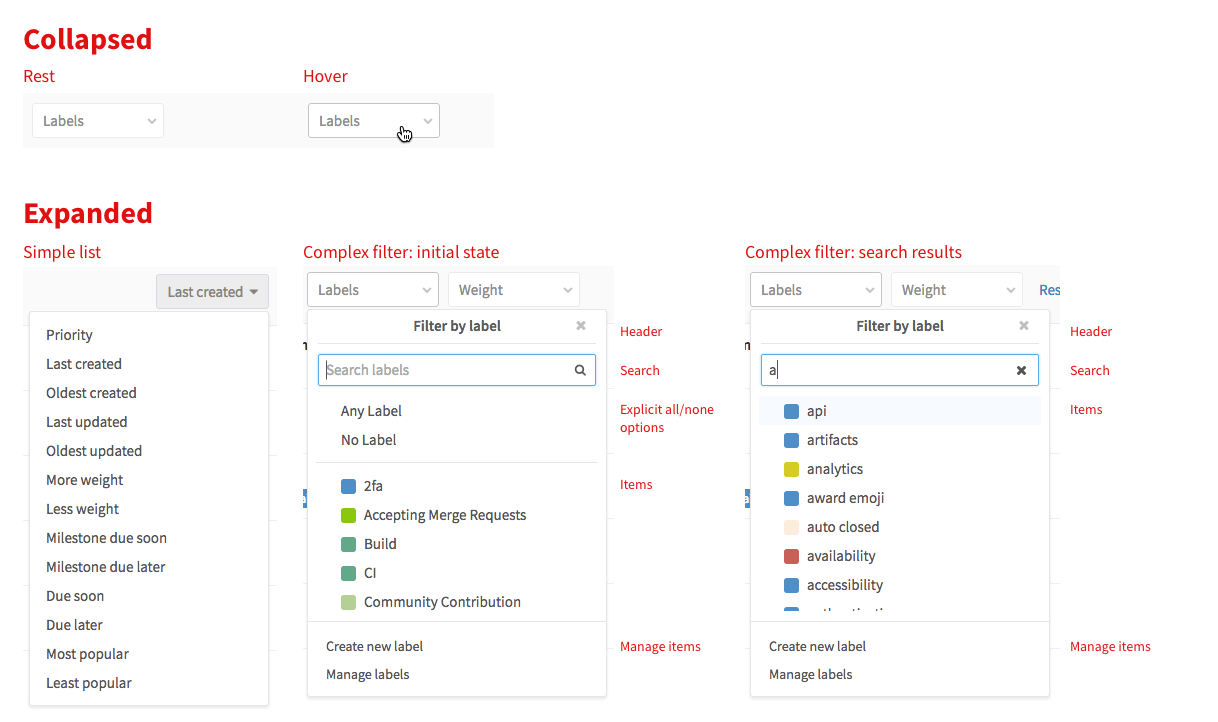 Collapsed
Rest
Hover
Labels
Labels
Expanded
Simple list
Last created
Priority
Last created
Oldest created
Last updated
Oldest updated
More weight
Less weight
Milestone due soon
Milestone due later
Due soon
Due later
Most popular
Least popular
Complex filter: initial state
Labels
Weight
Filter by label
Header
Search labels
Search
Any Label
No Label
Explicit all/none
options
2fa
Accepting Merge Requests
Build
CI
Community Contribution
Items
Create new label
Manage labels
Manage items
Complex filter: search results
Labels
Weight
Res
Filter by label
Header
a
Search
api
artifacts
analytics
award emoji
auto closed
availability
accessibility
Items
Create new label
Manage labels
Manage items